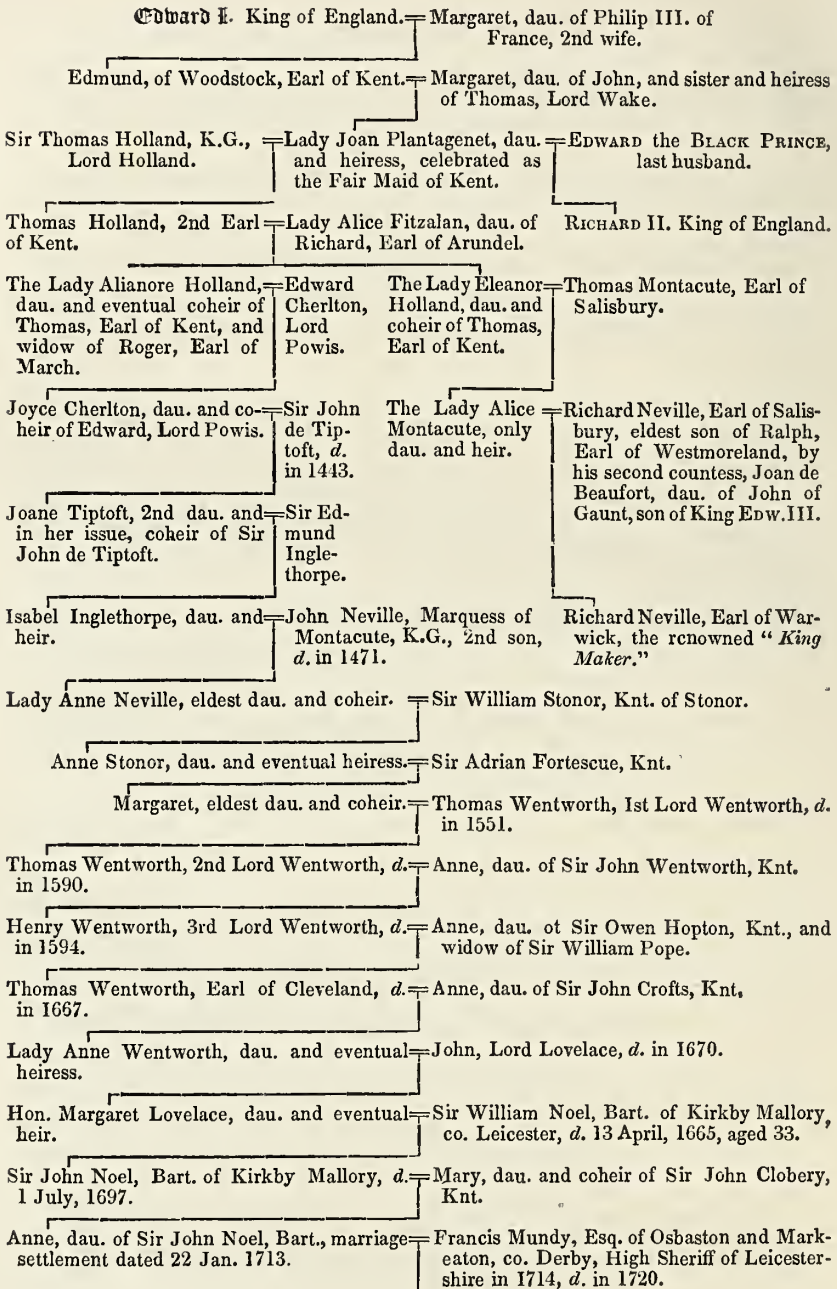 Edward I. King of England. = Margaret, dau. of Philip III. of
France, 2nd wife.
Edmund, of Woodstock, Earl of Kent. = Margaret, dau. of John, and sister and heiress
of Thomas, Lord Wake.
Sir Thomas Holland, K.G.,
Lord Holland.
= Lady Joan Plantagenet, dau.
and heiress, celebrated as
the Fair Maid of Kent.
= EDWARD the BLACK PRINCE,
last husband.
Thomas Holland, 2nd Earl
of Kent.
= Lady Alice Fitzalan, dau. of
Richard, Earl of Arundel.
RICHARD II. King of England.
The Lady Alianore Holland,
dau. and eventual coheir of
Thomas, Earl of Kent, and
widow of Roger, Earl of
March.
= Edward
Cherlton,
Lord
Powis.
The Lady Eleanor
Holland, dau. and
coheir of Thomas,
Earl of Kent.
= Thomas Montacute, Earl of
Salisbury.
Joyce Cherlton, dau. and co-
heir of Edward, Lord Powis.
= Sir John
de Tip-
toft, d.
in 1443.
The Lady Alice
Montacute, only
dau. and heir.
= Richard Neville, Earl of Salis-
bury, eldest son of Ralph,
Earl of Westmoreland, by
his second countess, Joan de
Beaufort, dau. of John of
Gaunt, son of King EDW. III.
Joane Tiptoft, 2nd dau. and
in her issue, coheir of Sir
John de Tiptoft.
= Sir Ed-
mund
Ingle-
thorpe.
Isabel Inglethorpe, dau. and
heir.
= John Neville, Marquess of
Montacute, K.G., 2nd son,
d. in 1471.
Richard Neville, Earl of War-
wick, the renowned "King
Maker."
Lady Anne Neville, eldest dau. and coheir. = Sir William Stonor, Knt. of Stonor.
Anne Stonor, dau. and eventual heiress. = Sir Adrian Fortescue, Knt.
Margaret, eldest dau. and coheir. = Thomas Wentworth, 1st Lord Wentworth, d.
in 1551.
Thomas Wentworth, 2nd Lord Wentworth, d.
in 1590.
= Anne, dau. of Sir John Wentworth, Knt.
Henry Wentworth, 3rd Lord Wentworth, d.
in 1594.
= Anne, dau. ot Sir Owen Hopton, Knt., and
widow of Sir William Pope.
Thomas Wentworth, Earl of Cleveland, d.
in 1667.
= Anne, dau. of Sir John Crofts, Knt.
Lady Anne Wentworth, dau. and eventual
heiress.
= John, Lord Lovelace, d. in 1670.
Hon. Margaret Lovelace, dau. and eventual
heir.
= Sir William Noel, Bart. of Kirkby Mallory,
co. Leicester, d. 13 April, 1665, aged 33.
Sir John Noel, Bart. of Kirkby Mallory, d.
1 July, 1697.
= Mary, dau. and coheir of Sir John Clobery,
Knt.
Anne, dau. of Sir John Noel, Bart., marriage
settlement dated 22 Jan. 1713.
= Francis Mundy, Esq. of Osbaston and Mark-
eaton, co. Derby, High Sheriff of Leicester-
shire in 1714, d. in 1720.